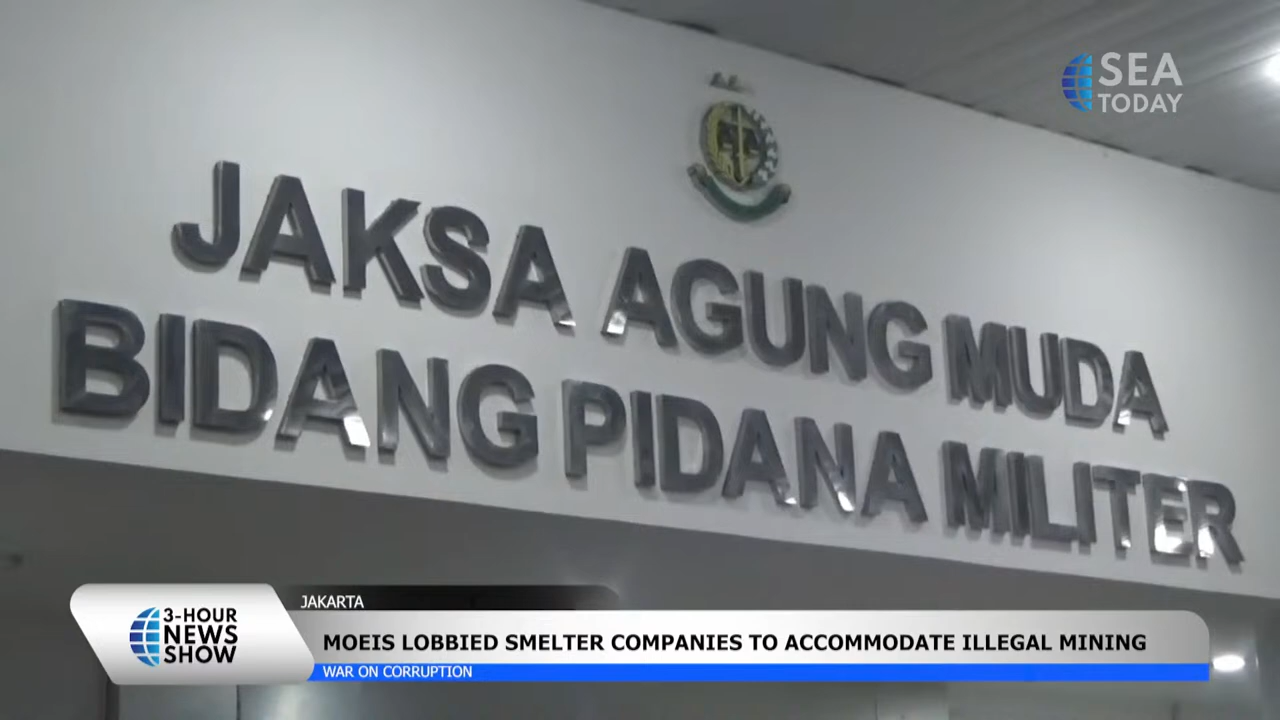 SEA
TODAY
JAKSA AGUNG MUDA
BIDANG PIDANA MILITER
JAKARTA
3-HOUR
NEWS
SHOW
MOEIS LOBBIED SMELTER COMPANIES TO ACCOMMODATE ILLEGAL MINING
WAR ON CORRUPTION